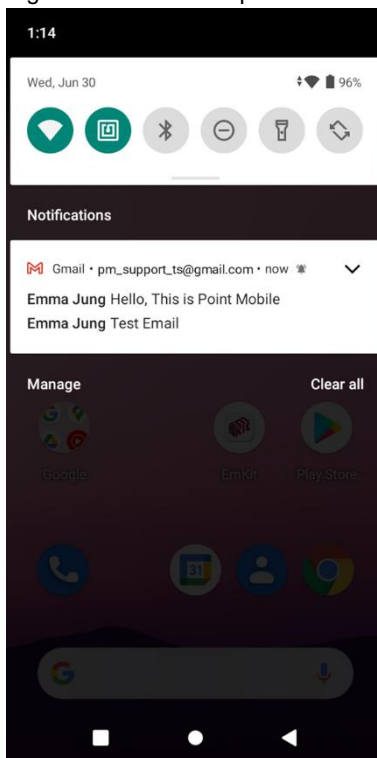 1:14
Wed, Jun 30
96%
Notifications
Gmail • pm_support_ts@gmail.com • now
Emma Jung Hello, This is Point Mobile
Emma Jung Test Email
Manage
Clear all
Google
EmKit
Play Store
31